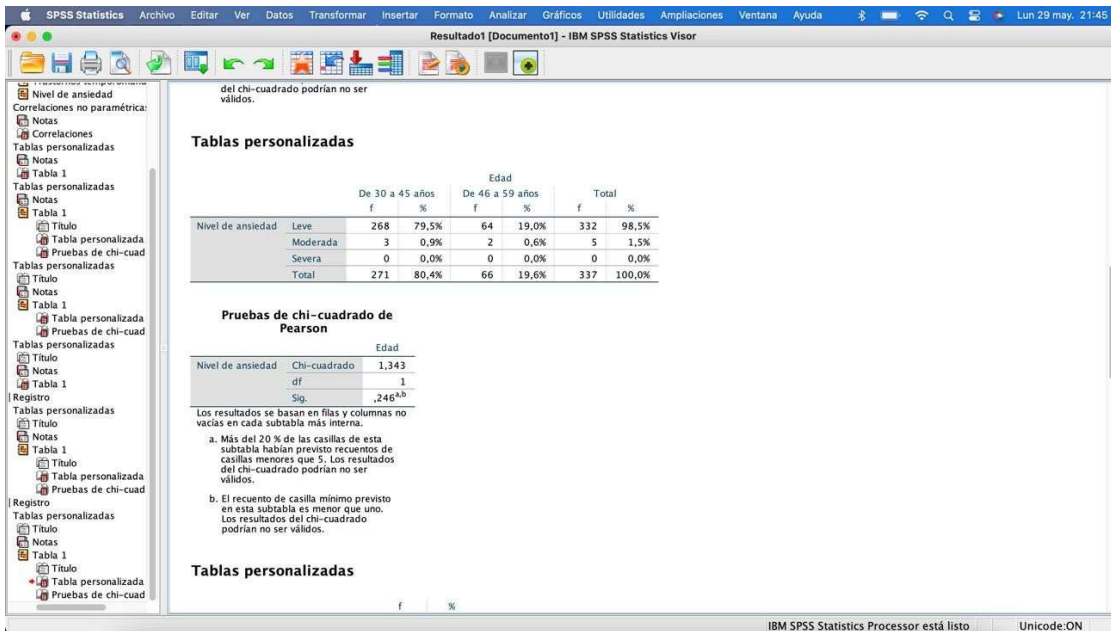 SPSS Statistics Archivo Editar Ver Datos Transformar Insertar Formato Analizar Gráficos Utilidades Ampliaciones Ventana Ayuda Lun 29 may. 21:45
Resultado1 [Documento1] - IBM SPSS Statistics Visor
Nivel de ansiedad
Correlaciones no paramétricas
Notas
Correlaciones
Tablas personalizadas
Notas
Tabla 1
Tablas personalizadas
Notas
Tabla 1
Título
Tabla personalizada
Pruebas de chi-cuad
Tablas personalizadas
Título
Notas
Tabla 1
Tabla personalizada
Pruebas de chi-cuad
Tablas personalizadas
Título
Notas
Tabla 1
Registro
Tablas personalizadas
Título
Notas
Tabla 1
Título
Tabla personalizada
Pruebas de chi-cuad
Registro
Tablas personalizadas
Título
Notas
Tabla 1
Título
Tabla personalizada
Pruebas de chi-cuad
del chi-cuadrado podrían no ser
válidos.
Tablas personalizadas
Edad
De 30 a 45 años De 46 a 59 años Total
f % f % f %
Nivel de ansiedad Leve 268 79,5% 64 19,0% 332 98,5%
Moderada 3 0,9% 2 0,6% 5 1,5%
Severa 0 0,0% 0 0,0% 0 0,0%
Total 271 80,4% 66 19,6% 337 100,0%
Pruebas de chi-cuadrado de
Pearson
Edad
Nivel de ansiedad Chi-cuadrado 1,343
df 1
Sig. ,246a,b
Los resultados se basan en filas y columnas no
vacías en cada subtabla más interna.
a. Más del 20 % de las casillas de esta
subtabla habían previsto recuentos de
casillas menores que 5. Los resultados
del chi-cuadrado podrían no ser
válidos.
b. El recuento de casilla mínimo previsto
en esta subtabla es menor que uno.
Los resultados del chi-cuadrado
podrían no ser válidos.
Tablas personalizadas
f %
IBM SPSS Statistics Processor está listo Unicode:ON